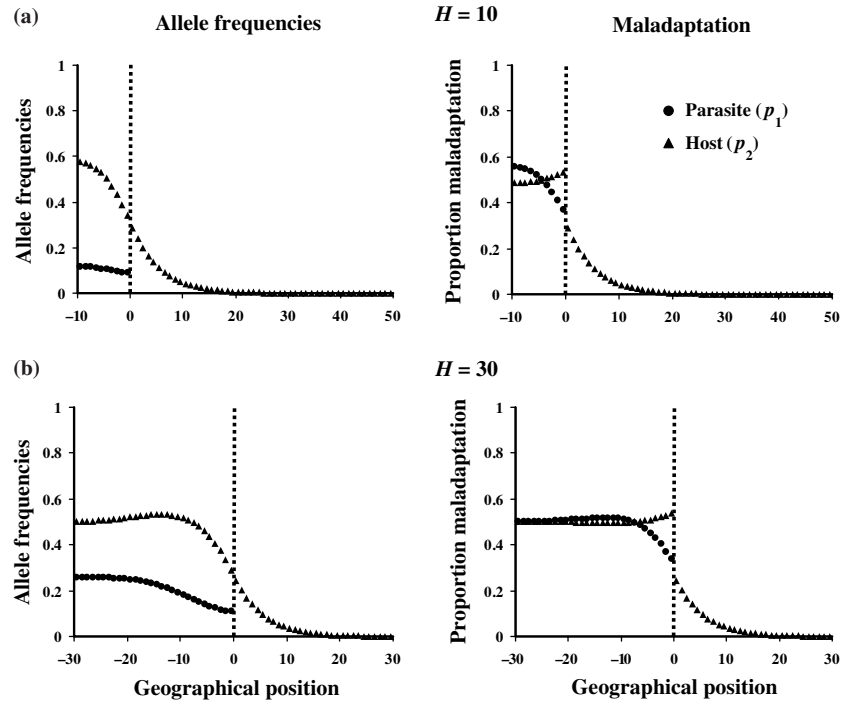 (a)
Allele frequencies
H = 10
Maladaptation
Allele frequencies
1
0.8
0.6
0.4
0.2
0
–10 0 10 20 30 40 50
Proportion maladaptation
1
0.8
0.6
0.4
0.2
0
–10 0 10 20 30 40 50
Parasite (p1)
Host (p2)
(b)
H = 30
Allele frequencies
1
0.8
0.6
0.4
0.2
0
–30 –20 –10 0 10 20 30
Geographical position
Proportion maladaptation
1
0.8
0.6
0.4
0.2
0
–30 –20 –10 0 10 20 30
Geographical position